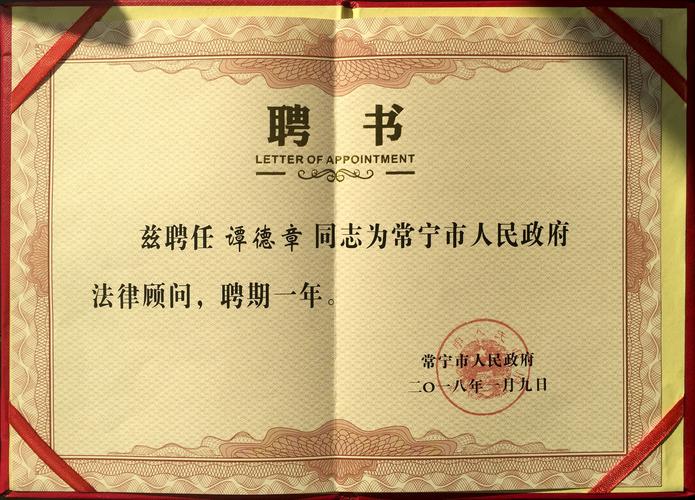 聘 书
LETTER OF APPOINTMENT
兹聘任 谭德章 同志为常宁市人民政府
法律顾问，聘期一年。
常宁市人民政府
二〇一八年一月九日